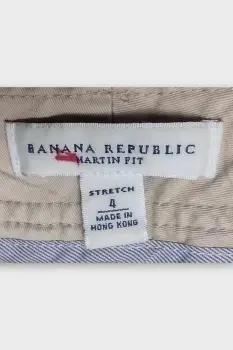 BANANA REPUBLIC
MARTIN FIT
STRETCH
4
MADE IN
HONG KONG